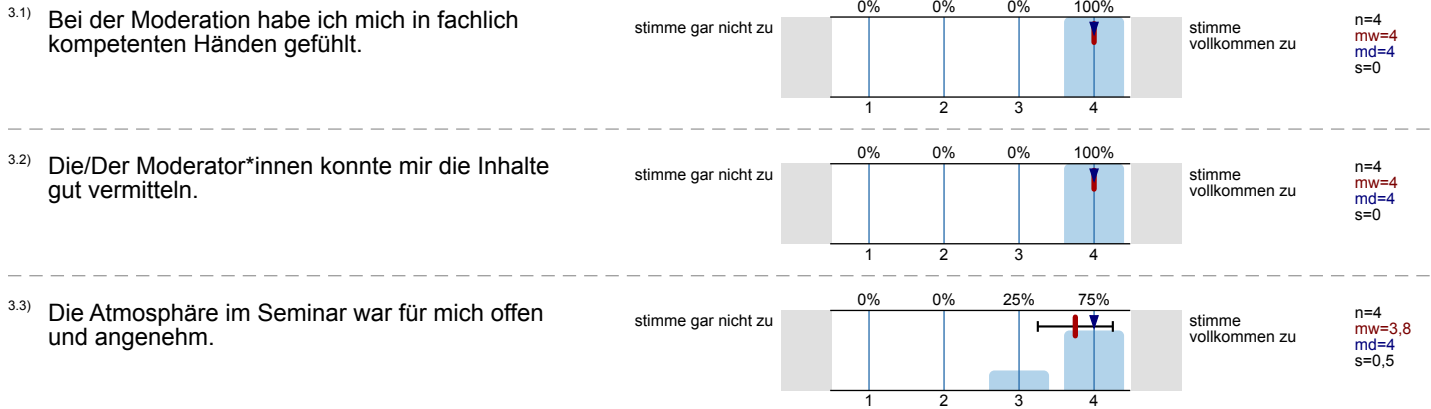 3.1) Bei der Moderation habe ich mich in fachlich
kompetenten Händen gefühlt.
stimme gar nicht zu
0% 0% 0% 100%
1 2 3 4
stimme
vollkommen zu
n=4
mw=4
md=4
s=0
3.2) Die/Der Moderator*innen konnte mir die Inhalte
gut vermitteln.
stimme gar nicht zu
0% 0% 0% 100%
1 2 3 4
stimme
vollkommen zu
n=4
mw=4
md=4
s=0
3.3) Die Atmosphäre im Seminar war für mich offen
und angenehm.
stimme gar nicht zu
0% 0% 25% 75%
1 2 3 4
stimme
vollkommen zu
n=4
mw=3,8
md=4
s=0,5